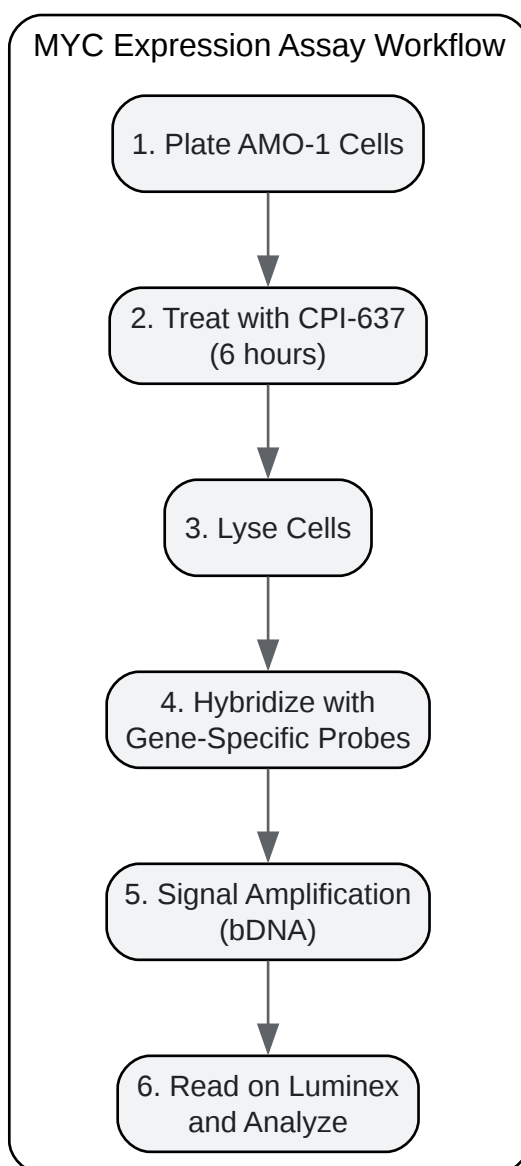 MYC Expression Assay Workflow
1. Plate AMO-1 Cells
2. Treat with CPI-637
(6 hours)
3. Lyse Cells
4. Hybridize with
Gene-Specific Probes
5. Signal Amplification
(bDNA)
6. Read on Luminex
and Analyze